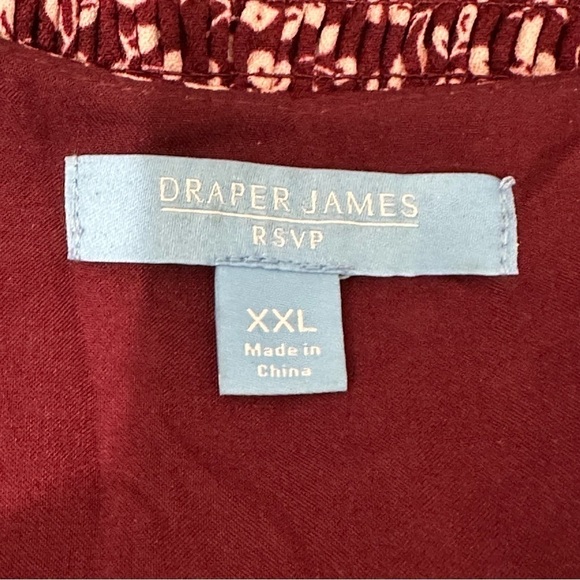 DRAPER JAMES
RSVP
XXL
Made in
China